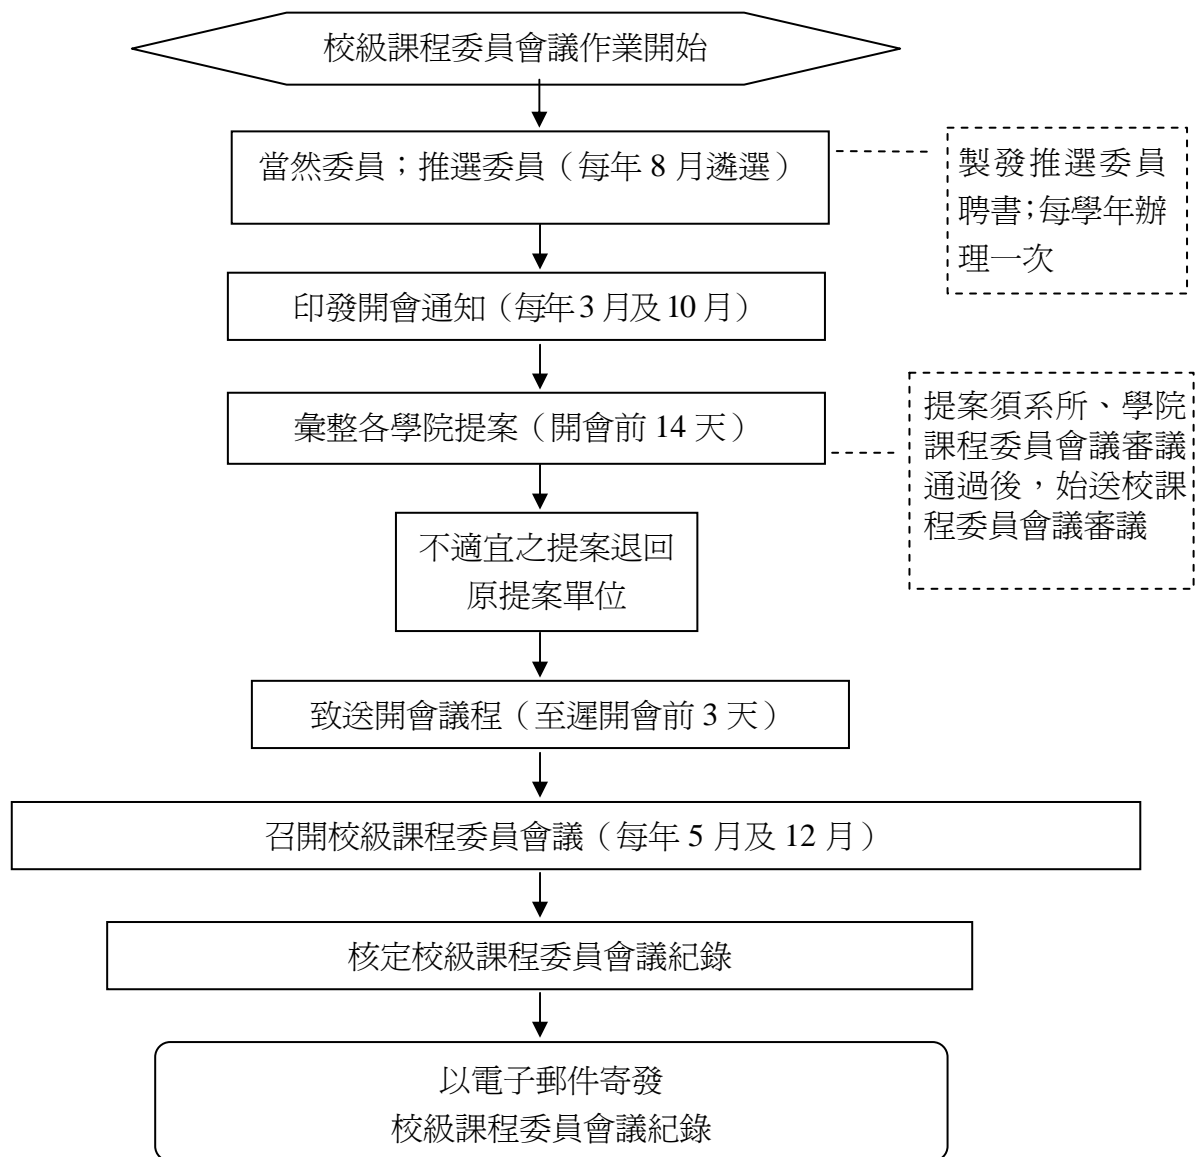 校級課程委員會議作業開始
當然委員；推選委員（每年 8 月遴選）
製發推選委員
聘書；每學年辦
理一次
印發開會通知（每年 3 月及 10 月）
彙整各學院提案（開會前 14 天）
提案須系所、學院
課程委員會議審議
通過後，始送校課
程委員會議審議
不適宜之提案退回
原提案單位
致送開會議程（至遲開會前 3 天）
召開校級課程委員會議（每年 5 月及 12 月）
核定校級課程委員會議紀錄
以電子郵件寄發
校級課程委員會議紀錄